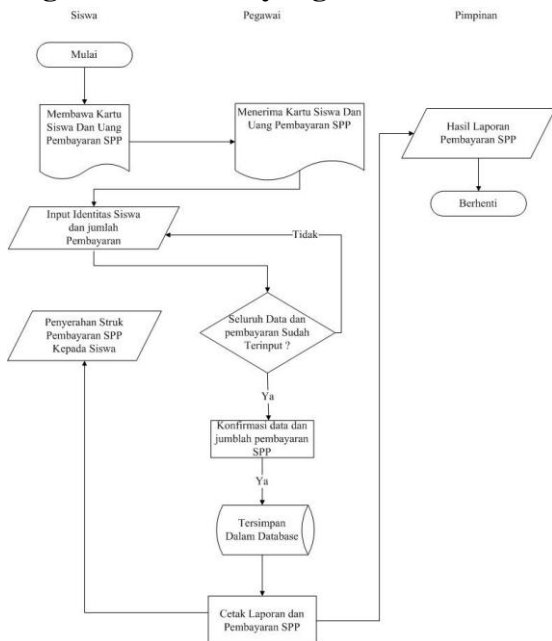 Siswa
Pegawai
Pimpinan
Mulai
Membawa Kartu
Siswa Dan Uang
Pembayaran SPP
Menerima Kartu Siswa Dan
Uang Pembayaran SPP
Hasil Laporan
Pembayaran SPP
Berhenti
Input Identitas Siswa
dan jumlah
Pembayaran
Tidak
Seluruh Data dan
pembayaran Sudah
Terinput ?
Penyerahan Struk
Pembayaran SPP
Kepada Siswa
Ya
Konfirmasi data dan
jumblah pembayaran
SPP
Ya
Tersimpan
Dalam Database
Cetak Laporan dan
Pembayaran SPP